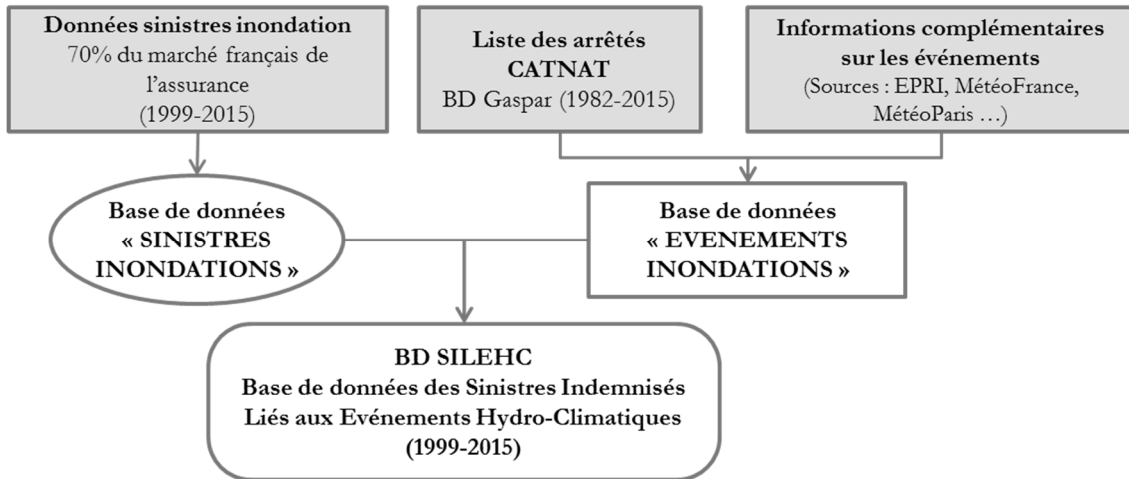 Données sinistres inondation
70% du marché français de
l'assurance
(1999-2015)
Liste des arrêtés
CATNAT
BD Gaspar (1982-2015)
Informations complémentaires
sur les événements
(Sources : EPRI, MétéoFrance,
MétéoParis …)
Base de données
« SINISTRES
INONDATIONS »
Base de données
« EVENEMENTS
INONDATIONS »
BD SILEHC
Base de données des Sinistres Indemnisés
Liés aux Evénements Hydro-Climatiques
(1999-2015)